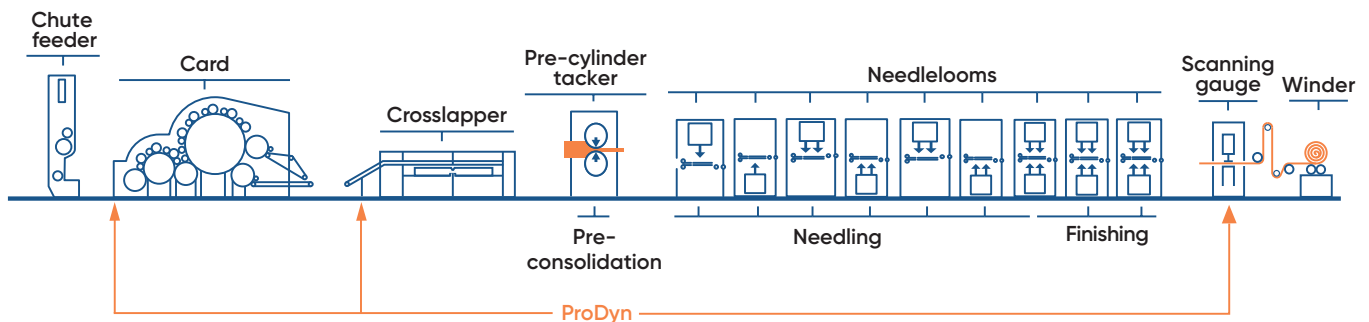 Chute
feeder
Card
Crosslapper
Pre-cylinder
tacker
Needlelooms
Scanning
gauge
Winder
Pre-
consolidation
Needling
Finishing
ProDyn